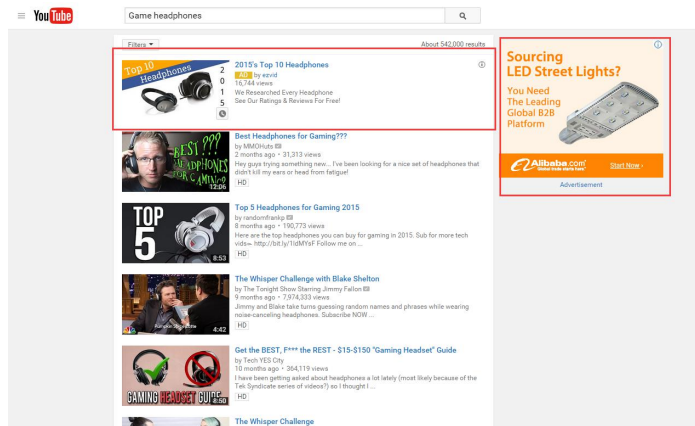 YouTube
Game headphones
Filters
About 542,000 results
Top 10
Headphones
2
0
1
5
2015's Top 10 Headphones
AD by ezvid
16,744 views
We Researched Every Headphone
See Our Ratings & Reviews For Free!
BEST ???
HEADPHONES
FOR GAMING?
12:06
Best Headphones for Gaming???
by MMOHuts
2 months ago • 31,313 views
Hey guys trying something new... I've been looking for a nice set of headphones that
didn't kill my ears or head from fatigue!
HD
TOP
5
8:53
Top 5 Headphones for Gaming 2015
by randomfrankp
8 months ago • 190,773 views
Here are the top headphones you can buy for gaming in 2015. Sub for more tech
vids= http://bit.ly/1ldMYsF Follow me on ...
HD
4:42
The Whisper Challenge with Blake Shelton
by The Tonight Show Starring Jimmy Fallon
9 months ago • 7,974,333 views
Jimmy and Blake take turns guessing random names and phrases while wearing
noise-canceling headphones. Subscribe NOW ...
HD
GAMING HEADSET GUIDE
8:50
Get the BEST, F*** the REST - $15-$150 "Gaming Headset" Guide
by Tech YES City
10 months ago • 364,119 views
I have been getting asked about headphones a lot lately (most likely because of the
Tek Syndicate series of videos?) so I thought I ...
HD
The Whisper Challenge
Sourcing
LED Street Lights?
You Need
The Leading
Global B2B
Platform
Alibaba.com
Global trade starts here.
Start Now ›
Advertisement